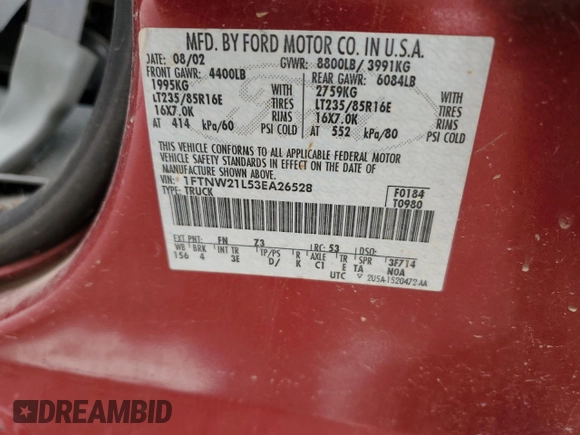 MFD. BY FORD MOTOR CO. IN U.S.A.
DATE: 08/02 GVWR: 8800LB/ 3991KG
FRONT GAWR: 4400LB REAR GAWR: 6084LB
1995KG WITH 2759KG WITH
LT235/85R16E TIRES LT235/85R16E TIRES
16X7.0K RIMS 16X7.0K RIMS
AT 414 kPa/60 PSI COLD AT 552 kPa/80 PSI COLD
THIS VEHICLE CONFORMS TO ALL APPLICABLE FEDERAL MOTOR
VEHICLE SAFETY STANDARDS IN EFFECT ON THE DATE OF
MANUFACTURE SHOWN ABOVE.
VIN: 1FTNW21L53EA26528
TYPE: TRUCK
F0184
T0980
EXT PNT: FN Z3 RC: 53 DSO:
WB BRK INT TR TP/PS R AXLE TR SPR 3F714
156 4 3E D/ K C1 E TA N0A
UTC 2U5A-1520472-AA
DREAMBID